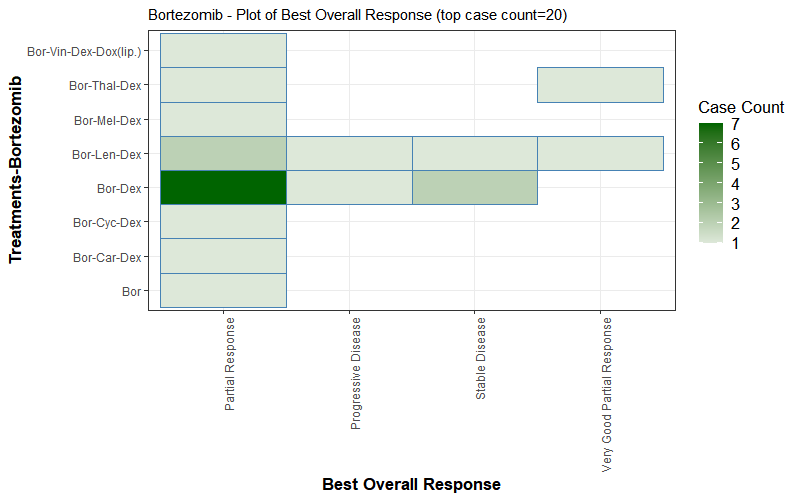 Bortezomib - Plot of Best Overall Response (top case count=20)
Treatments-Bortezomib
Bor-Vin-Dex-Dox(lip.)
Bor-Thal-Dex
Bor-Mel-Dex
Bor-Len-Dex
Bor-Dex
Bor-Cyc-Dex
Bor-Car-Dex
Bor
Partial Response
Progressive Disease
Stable Disease
Very Good Partial Response
Best Overall Response
Case Count
7
6
5
4
3
2
1